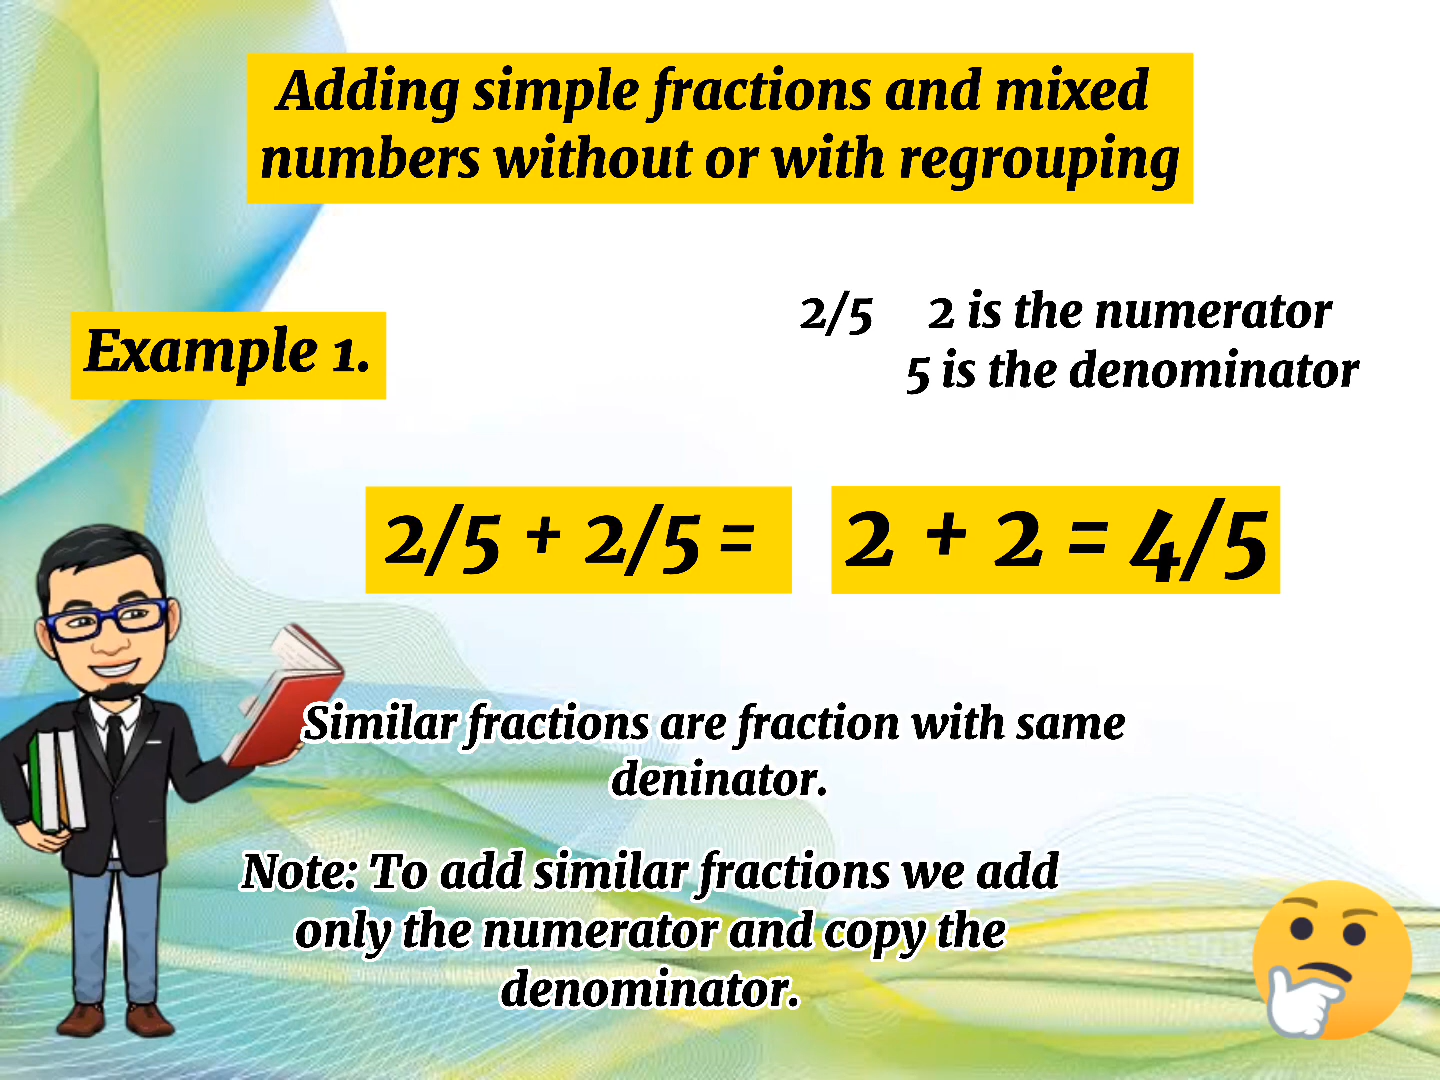 Adding simple fractions and mixed
numbers without or with regrouping
2/5 2 is the numerator
5 is the denominator
Example 1.
2/5 + 2/5 = 2 + 2 = 4/5
Similar fractions are fraction with same
deninator.
Note: To add similar fractions we add
only the numerator and copy the
denominator.